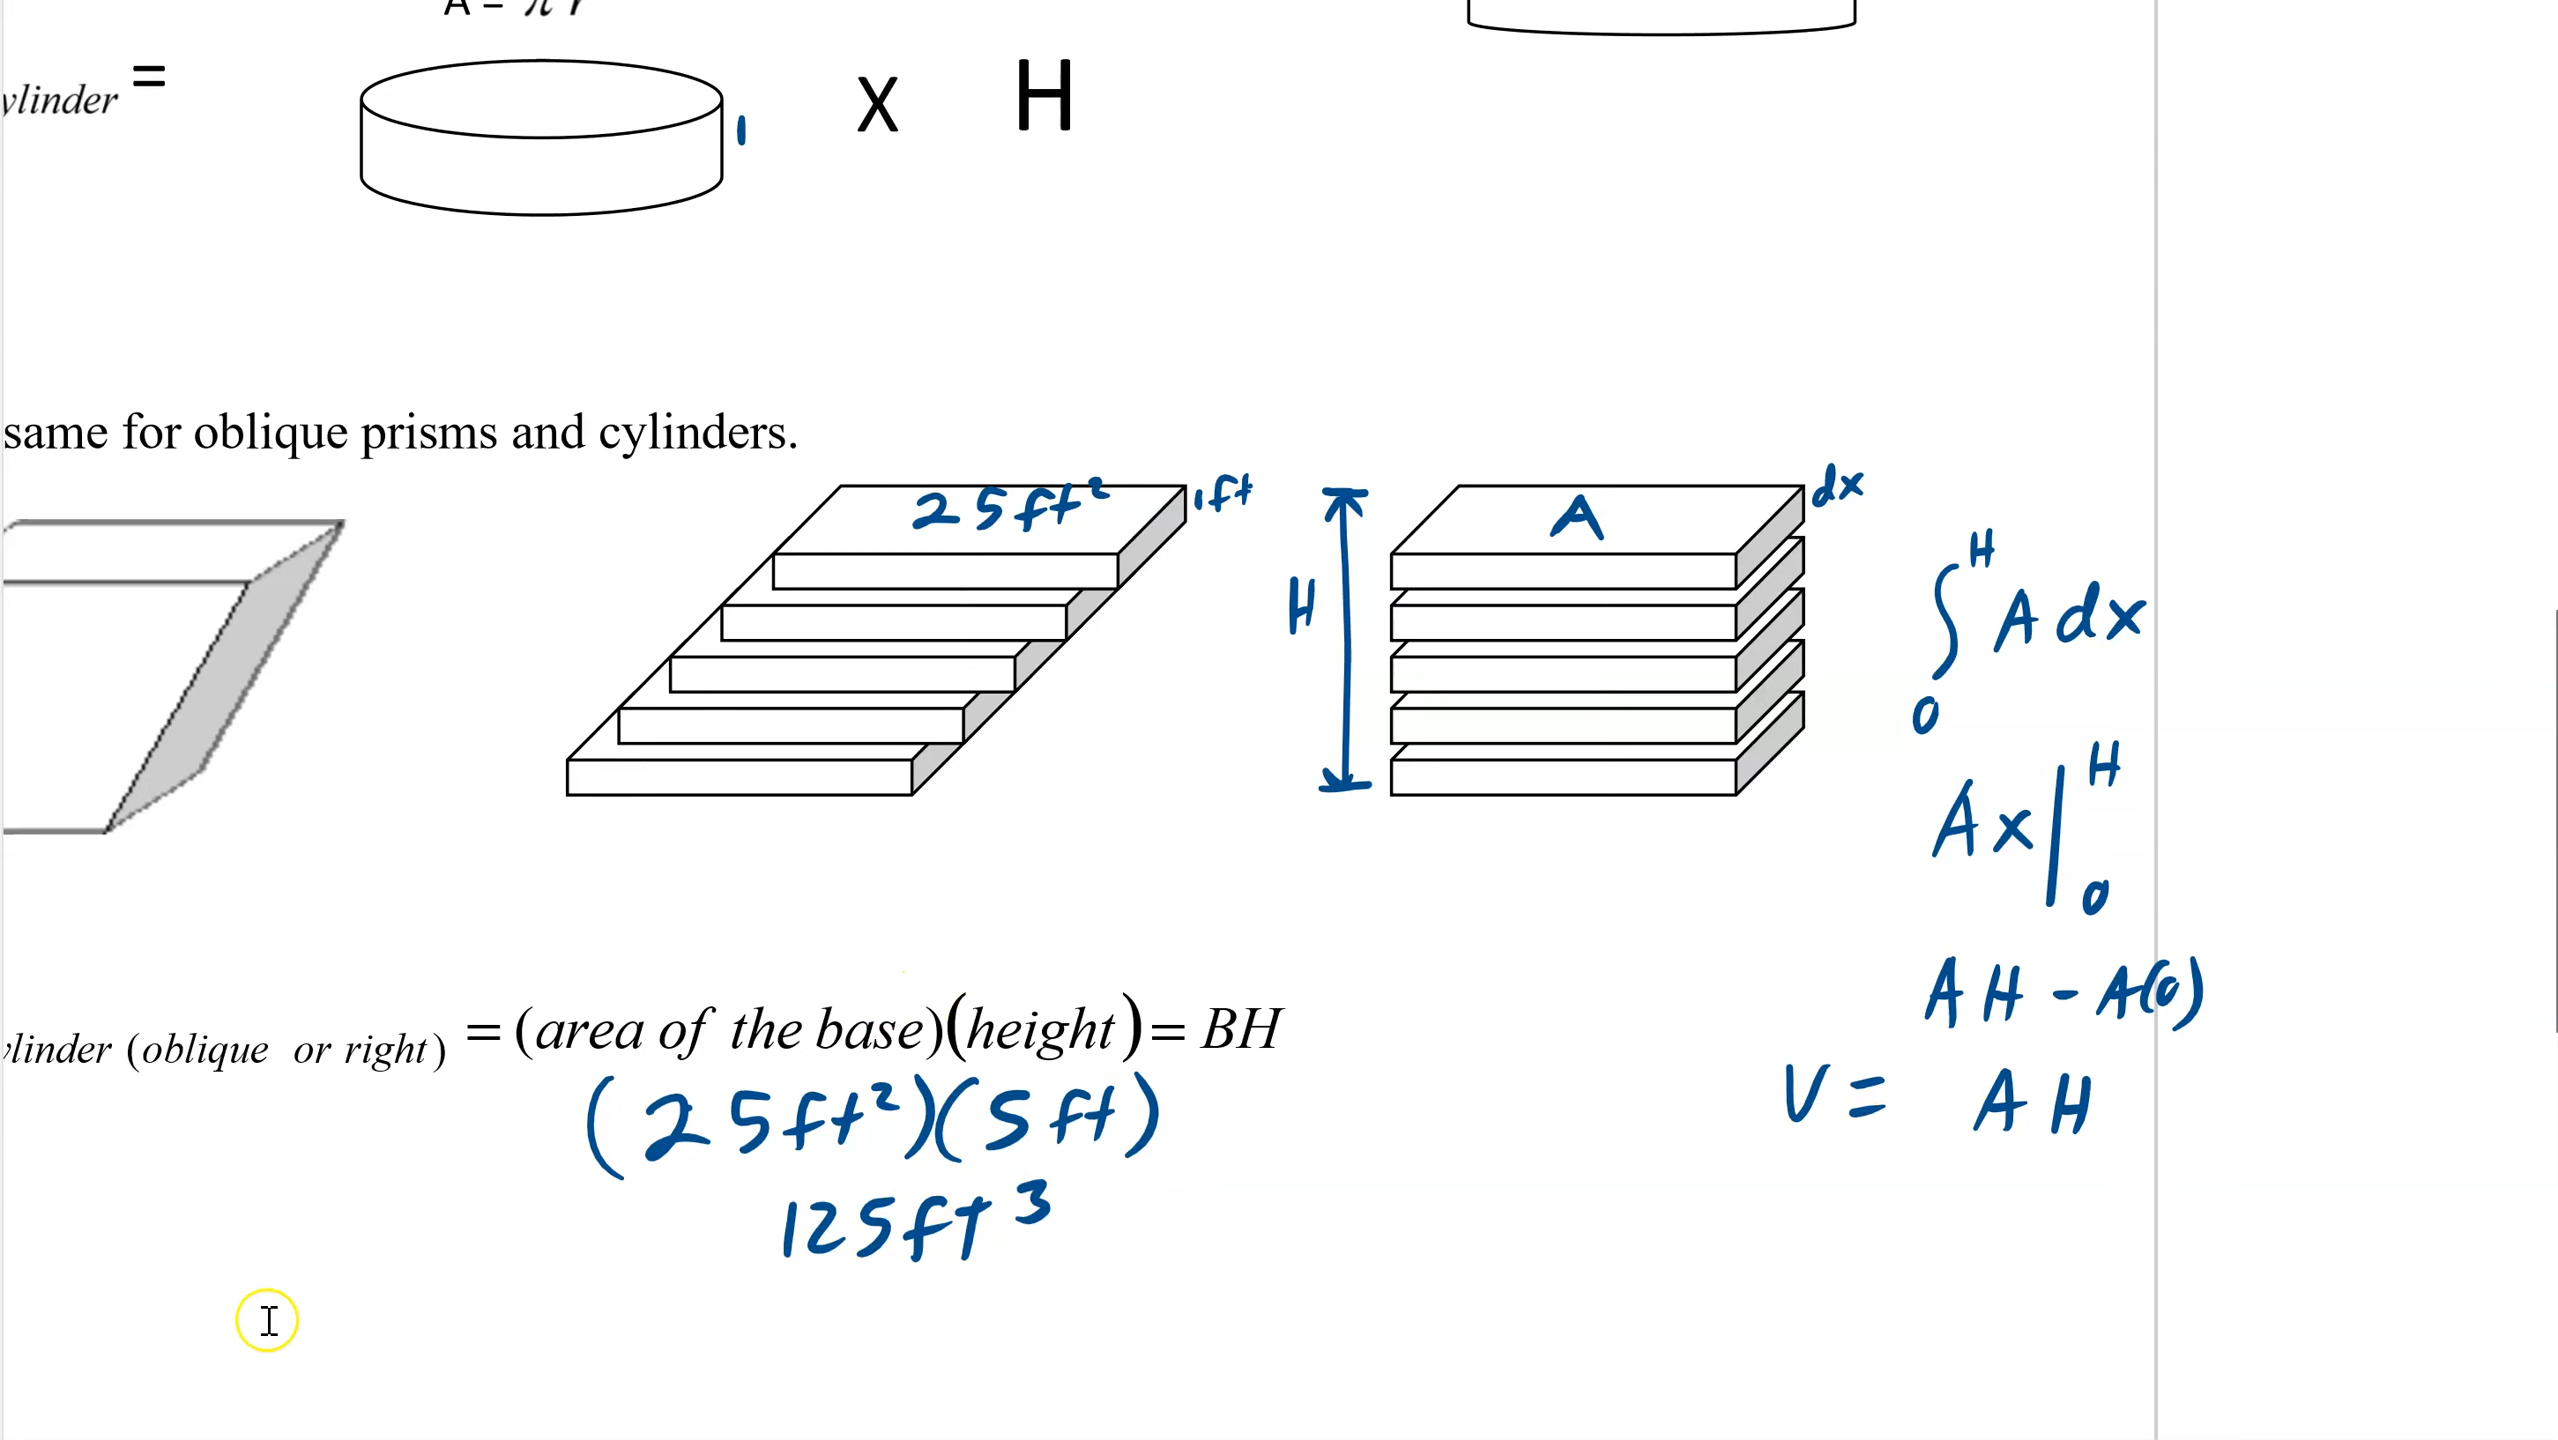 A = π r
ylinder = 1 X H
same for oblique prisms and cylinders.
25ft² 1ft
H
A dx
∫₀ᴴ A dx
Ax|₀ᴴ
AH - A(0)
V = AH
ylinder (oblique or right) = (area of the base)(height) = BH
(25ft²)(5ft)
125ft³